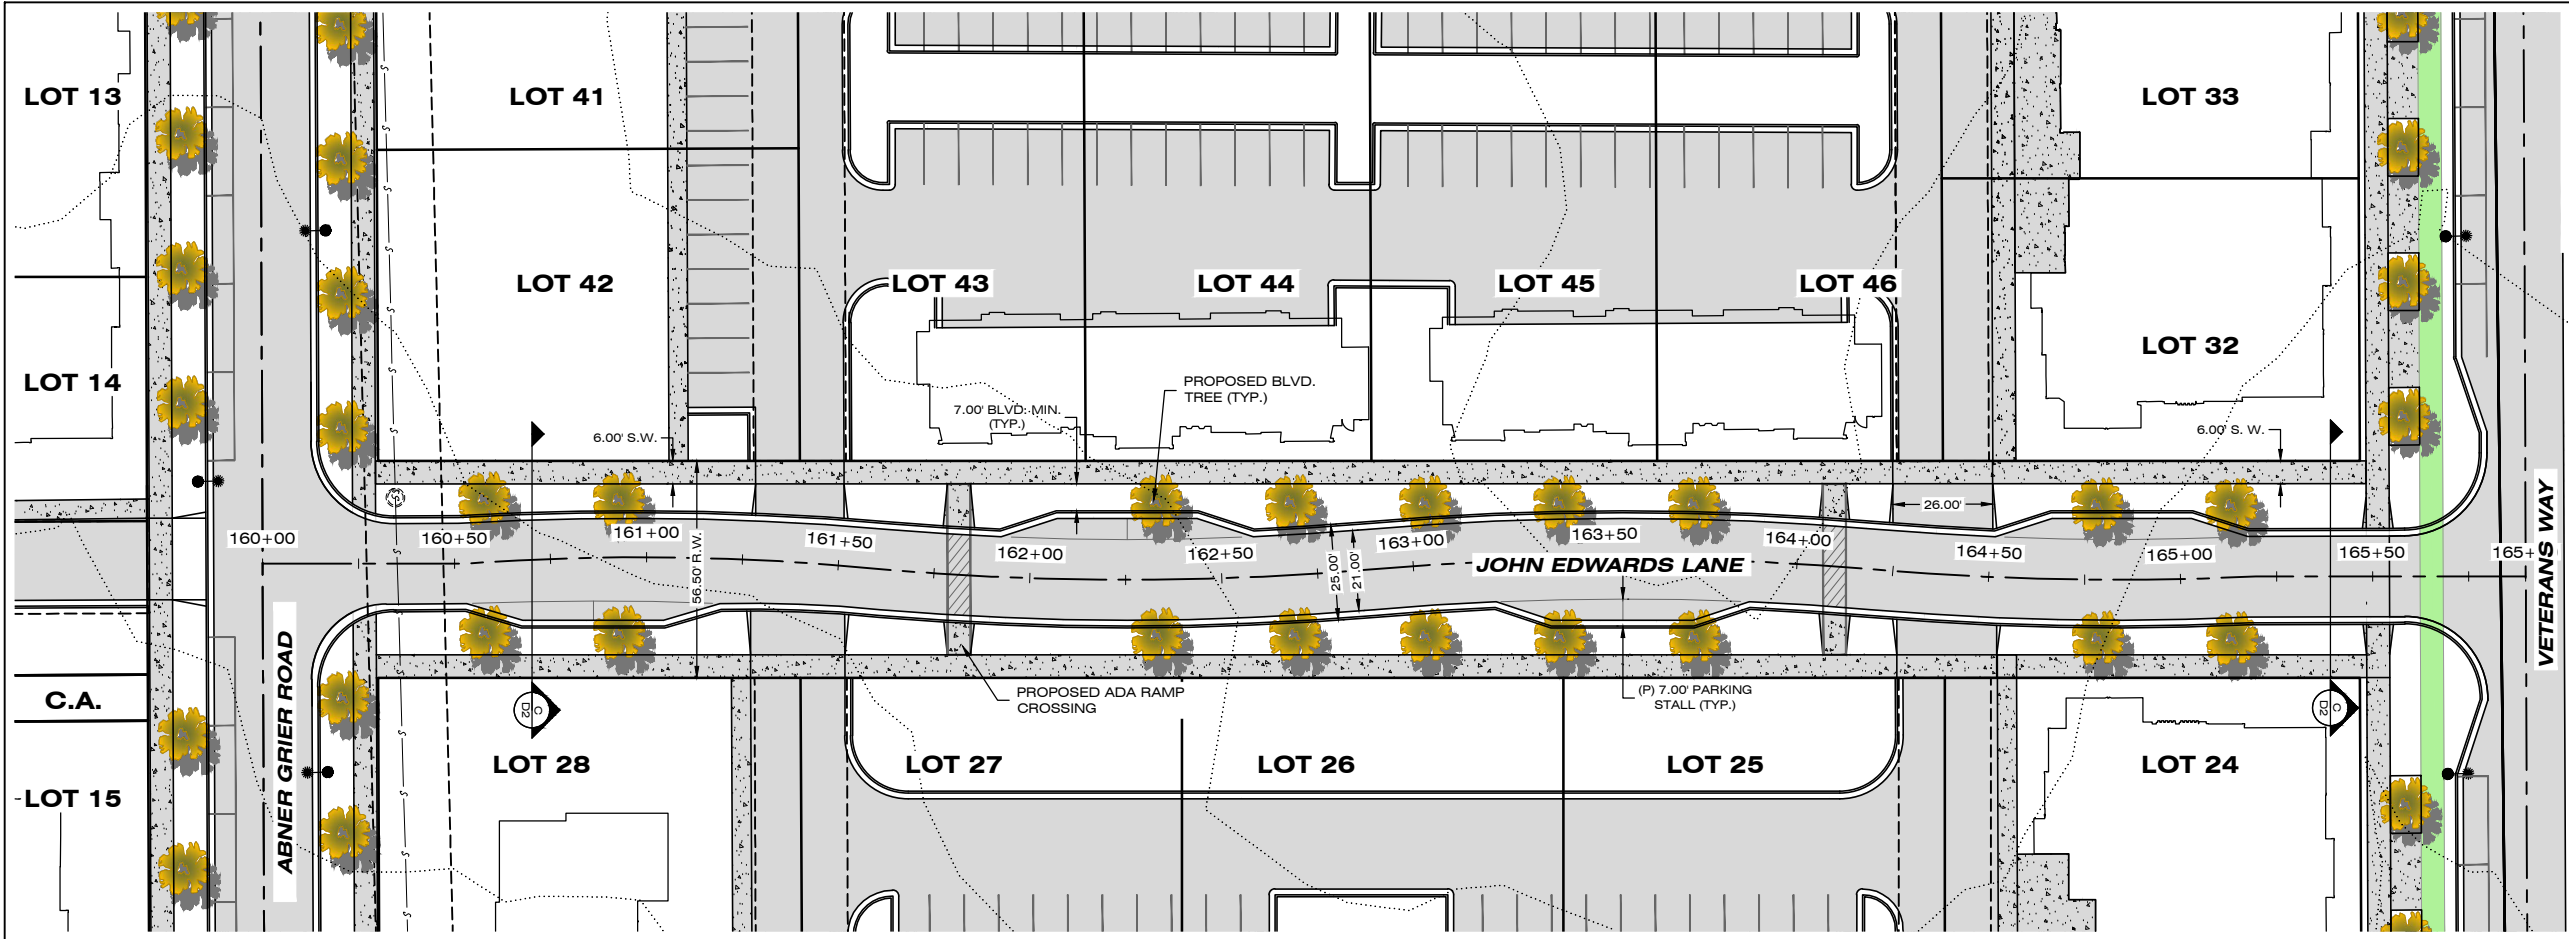 LOT 13
LOT 41
LOT 33
LOT 42
LOT 43
LOT 44
LOT 45
LOT 46
LOT 32
LOT 14
PROPOSED BLVD.
TREE (TYP.)
7.00' BLVD. MIN.
(TYP.)
6.00' S.W.
6.00' S. W.
26.00'
160+00
160+50
161+00
161+50
162+00
162+50
163+00
163+50
164+00
164+50
165+00
165+50
165+
56.50' R.W.
25.00'
21.00'
JOHN EDWARDS LANE
VETERANS WAY
ABNER GRIER ROAD
C.A.
PROPOSED ADA RAMP
CROSSING
(P) 7.00' PARKING
STALL (TYP.)
C
D2
C
D2
LOT 28
LOT 27
LOT 26
LOT 25
LOT 24
LOT 15
S
S
S
S
S
S